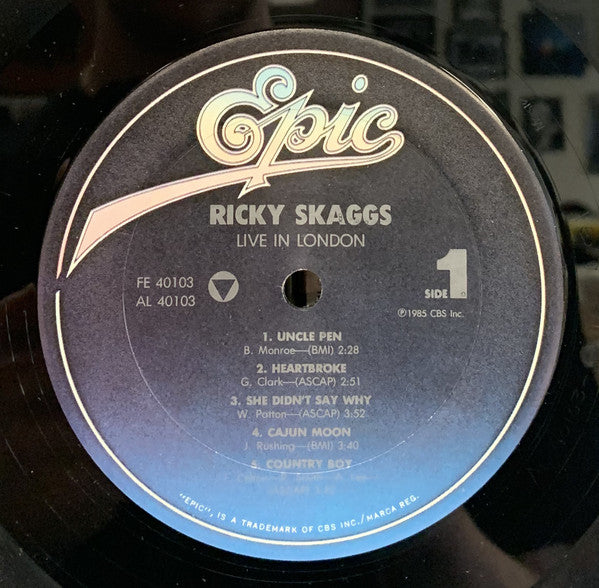 Epic
RICKY SKAGGS
LIVE IN LONDON
FE 40103
AL 40103
SIDE 1
℗1985 CBS Inc.
1. UNCLE PEN
B. Monroe—(BMI) 2:28
2. HEARTBROKE
G. Clark—(ASCAP) 2:51
3. SHE DIDN'T SAY WHY
W. Patton—(ASCAP) 3:52
4. CAJUN MOON
J. Rushing—(BMI) 3:40
5. COUNTRY BOY
"EPIC", IS A TRADEMARK OF CBS INC./MARCA REG.